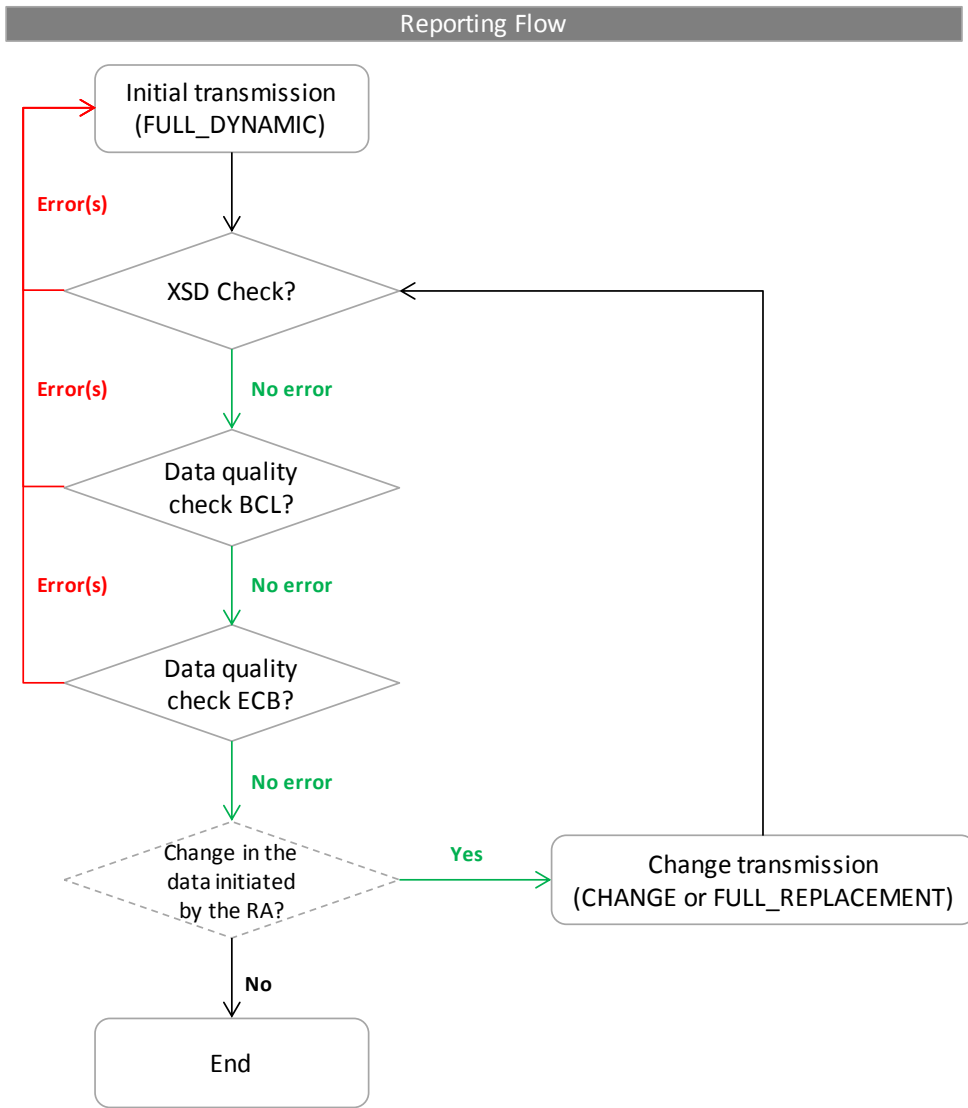 Reporting Flow
Initial transmission
(FULL_DYNAMIC)
Error(s)
XSD Check?
Error(s)
No error
Data quality
check BCL?
Error(s)
No error
Data quality
check ECB?
No error
Change in the
data initiated
by the RA?
Yes
Change transmission
(CHANGE or FULL_REPLACEMENT)
No
End